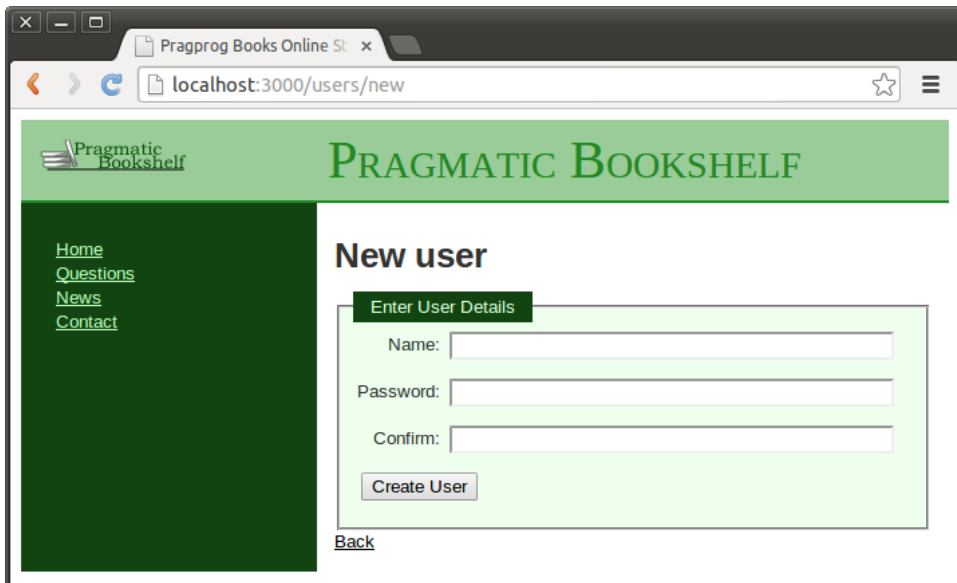 Pragprog Books Online St
localhost:3000/users/new
Pragmatic
Bookshelf
PRAGMATIC BOOKSHELF
Home
Questions
News
Contact
New user
Enter User Details
Name:
Password:
Confirm:
Create User
Back